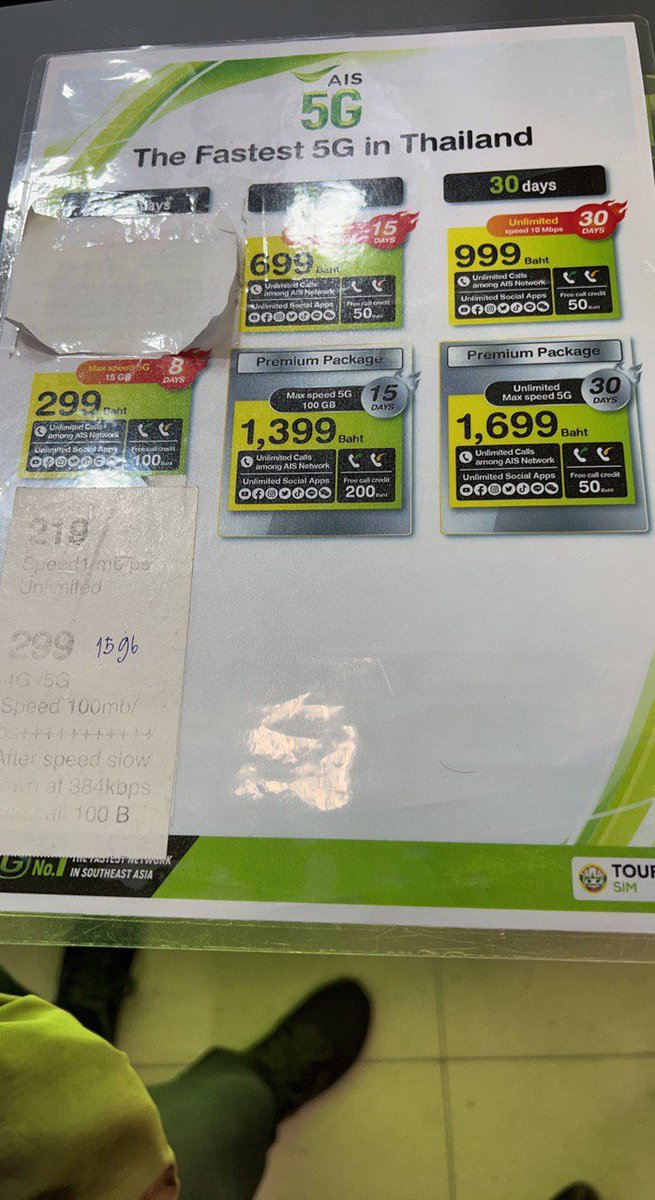 AIS
5G
The Fastest 5G in Thailand
days
30 days
15
DAYS
699 Baht
Unlimited Calls
among AIS Network
Unlimited Social Apps
Free call credit
50 Baht
Unlimited
speed 10 Mbps
30
DAYS
999 Baht
Unlimited Calls
among AIS Network
Unlimited Social Apps
Free call credit
50 Baht
Max speed 5G
15 GB
8
DAYS
299 Baht
Unlimited Calls
among AIS Network
Unlimited Social Apps
Free call credit
100 Baht
Premium Package
Max speed 5G
100 GB
15
DAYS
1,399 Baht
Unlimited Calls
among AIS Network
Unlimited Social Apps
Free call credit
200 Baht
Premium Package
Unlimited
Max speed 5G
30
DAYS
1,699 Baht
Unlimited Calls
among AIS Network
Unlimited Social Apps
Free call credit
50 Baht
219/
Speed1/mb/ps
Unlimited
299 15gb
4G /5G
Speed 100mb/
ps+++++++++++
After speed slow
own at 384kbps
call 100 B
G No.1 THE FASTEST NETWORK
IN SOUTHEAST ASIA
TOUR
SIM